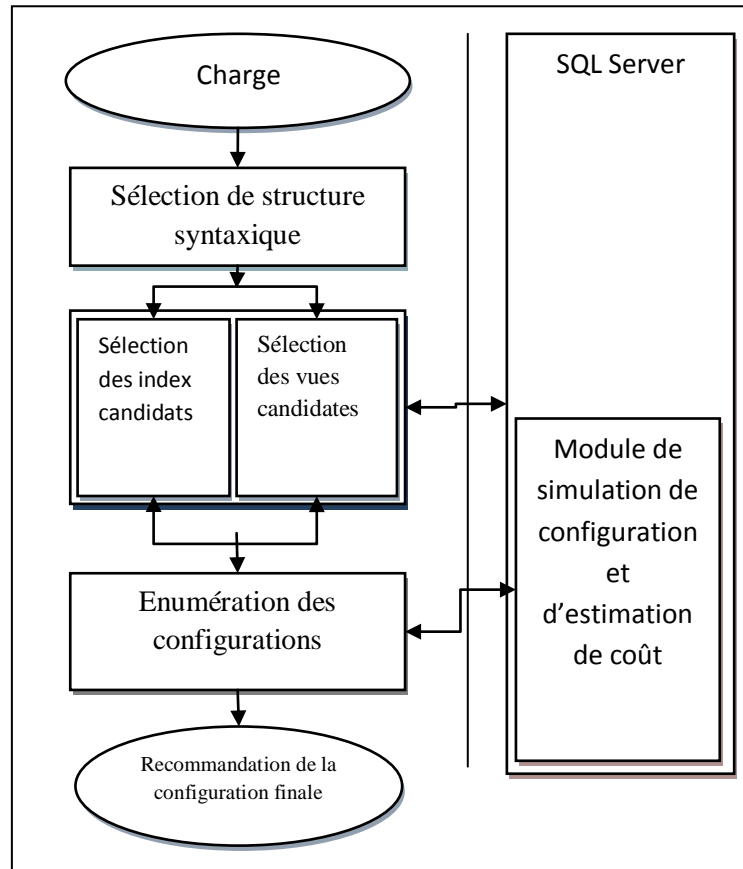 Charge
Sélection de structure
syntaxique
Sélection
des index
candidats
Sélection
des vues
candidates
Enumération des
configurations
Recommandation de la
configuration finale
SQL Server
Module de
simulation de
configuration
et
d’estimation
de coût